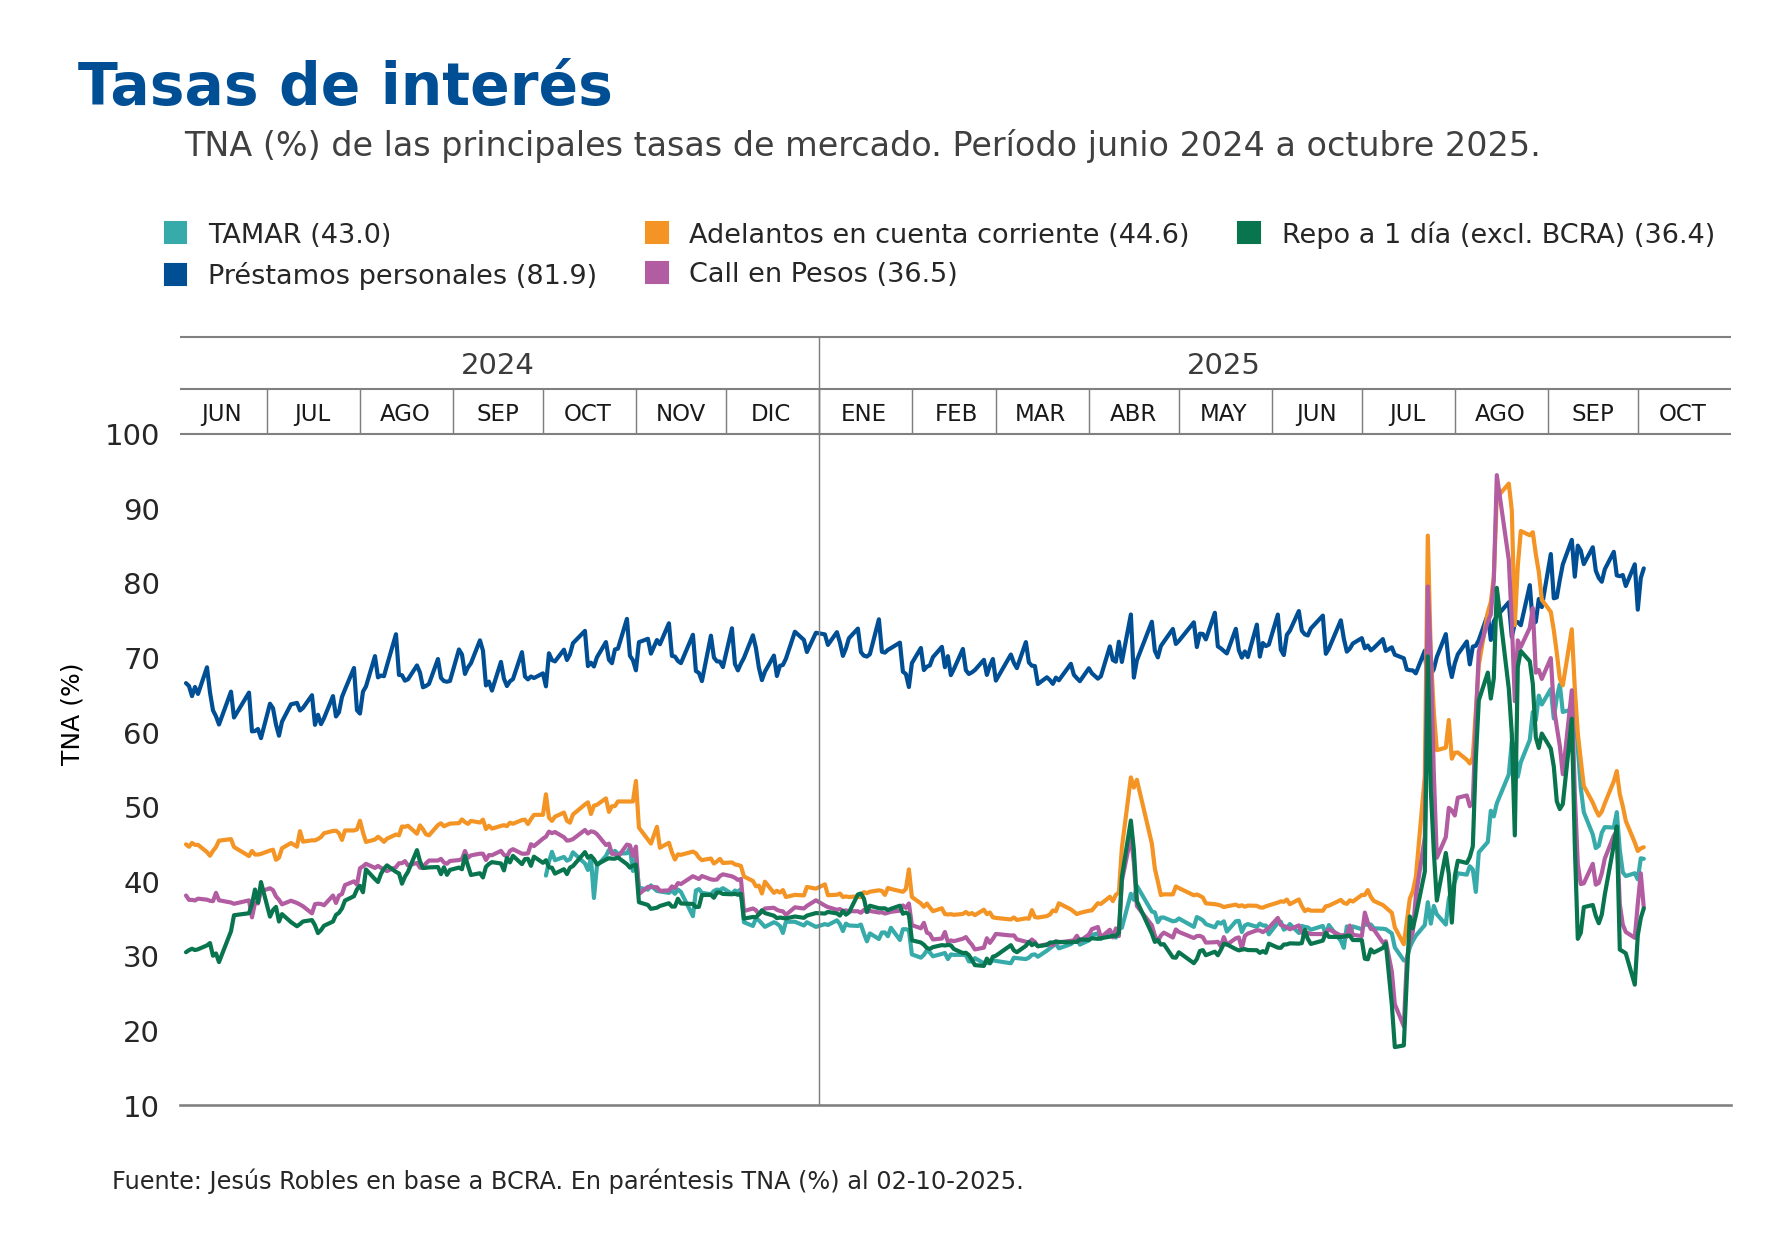 Tasas de interés
TNA (%) de las principales tasas de mercado. Período junio 2024 a octubre 2025.
TAMAR (43.0)
Adelantos en cuenta corriente (44.6)
Repo a 1 día (excl. BCRA) (36.4)
Préstamos personales (81.9)
Call en Pesos (36.5)
2024
2025
JUN JUL AGO SEP OCT NOV DIC ENE FEB MAR ABR MAY JUN JUL AGO SEP OCT
100
90
80
70
60
50
40
30
20
10
TNA (%)
Fuente: Jesús Robles en base a BCRA. En paréntesis TNA (%) al 02-10-2025.